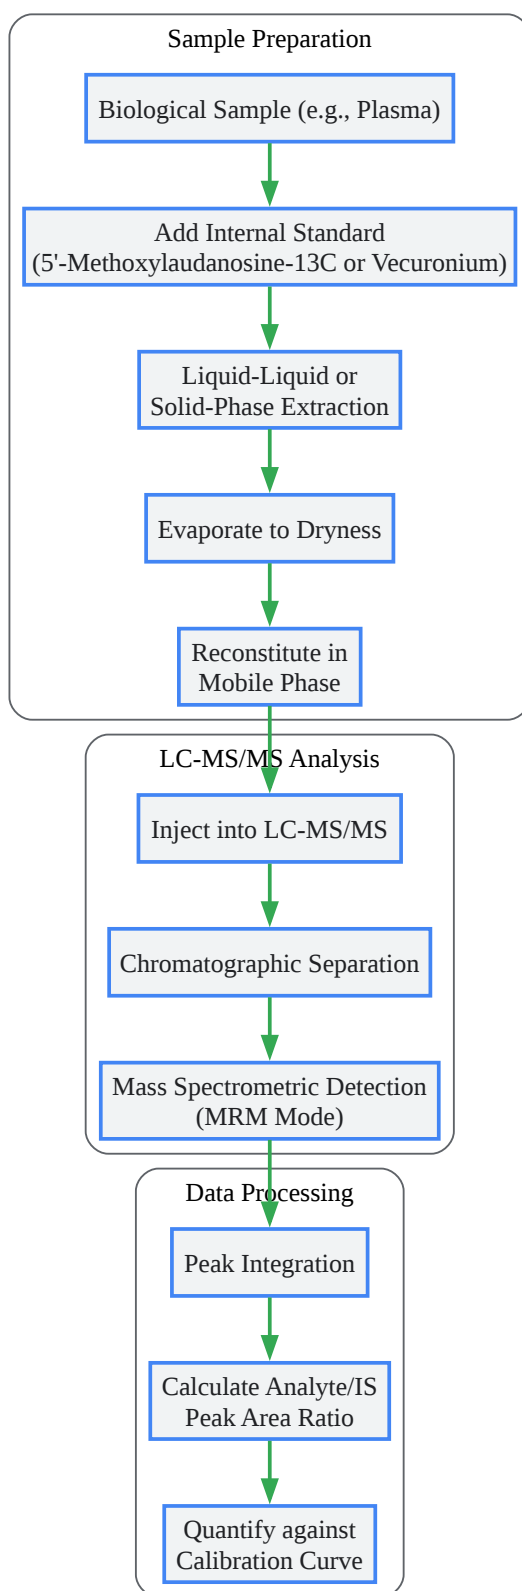 Sample Preparation
Biological Sample (e.g., Plasma)
Add Internal Standard
(5'-Methoxylaudanosine-13C or Vecuronium)
Liquid-Liquid or
Solid-Phase Extraction
Evaporate to Dryness
Reconstitute in
Mobile Phase
LC-MS/MS Analysis
Inject into LC-MS/MS
Chromatographic Separation
Mass Spectrometric Detection
(MRM Mode)
Data Processing
Peak Integration
Calculate Analyte/IS
Peak Area Ratio
Quantify against
Calibration Curve